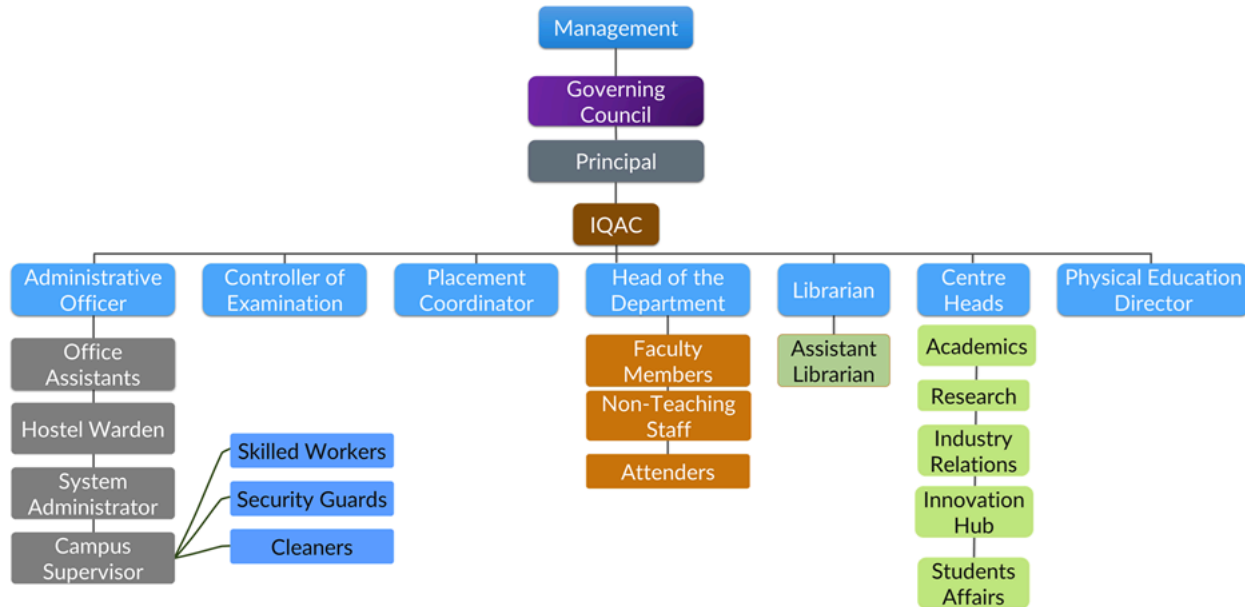 Management
Governing
Council
Principal
IQAC
Administrative
Officer
Controller of
Examination
Placement
Coordinator
Head of the
Department
Librarian
Centre
Heads
Physical Education
Director
Office
Assistants
Hostel Warden
System
Administrator
Campus
Supervisor
Skilled Workers
Security Guards
Cleaners
Faculty
Members
Non-Teaching
Staff
Attenders
Assistant
Librarian
Academics
Research
Industry
Relations
Innovation
Hub
Students
Affairs